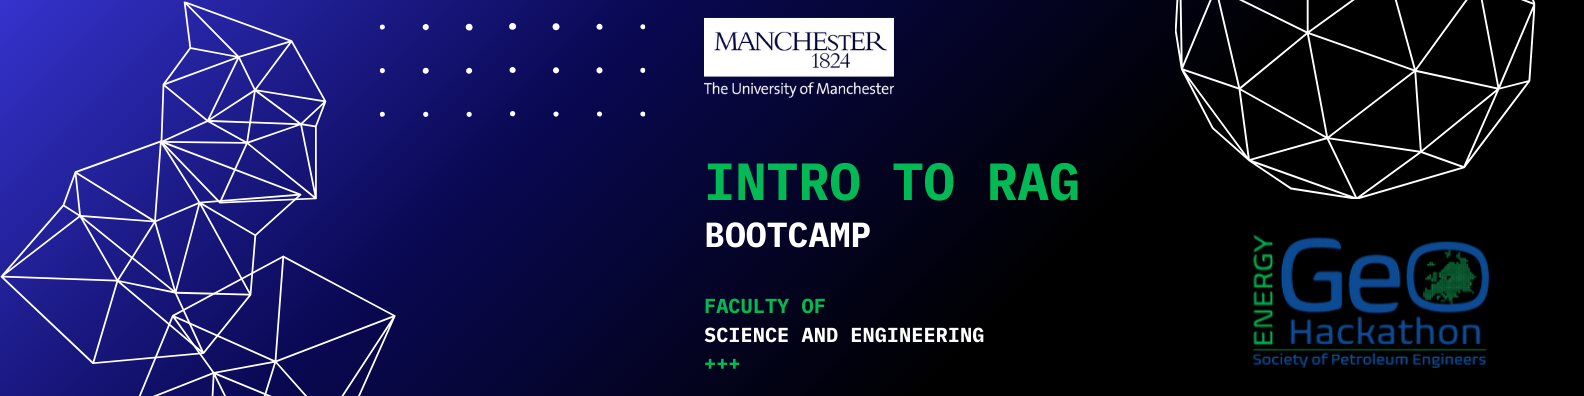 MANCHEsTER
1824
The University of Manchester
INTRO TO RAG
BOOTCAMP
FACULTY OF
SCIENCE AND ENGINEERING
+++
ENERGY
GeO
Hackathon
Society of Petroleum Engineers